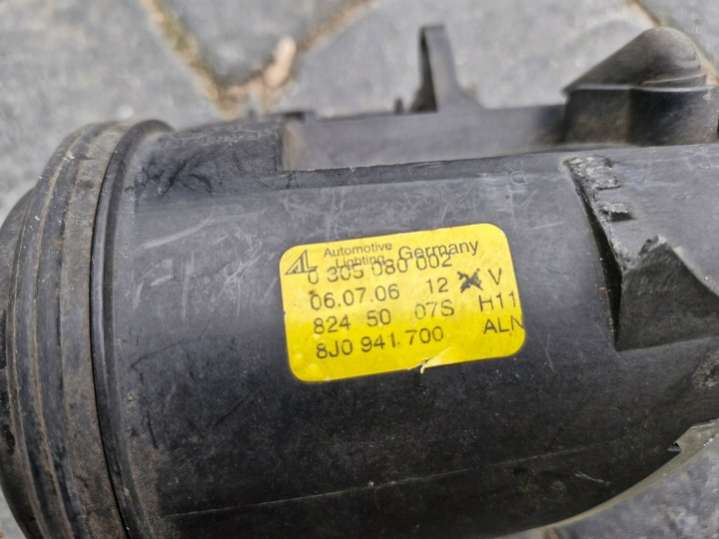 AL Automotive Lighting Germany
0 305 080 002
06.07.06 12 V
824 50 07S H11
8J0 941 700 ALN